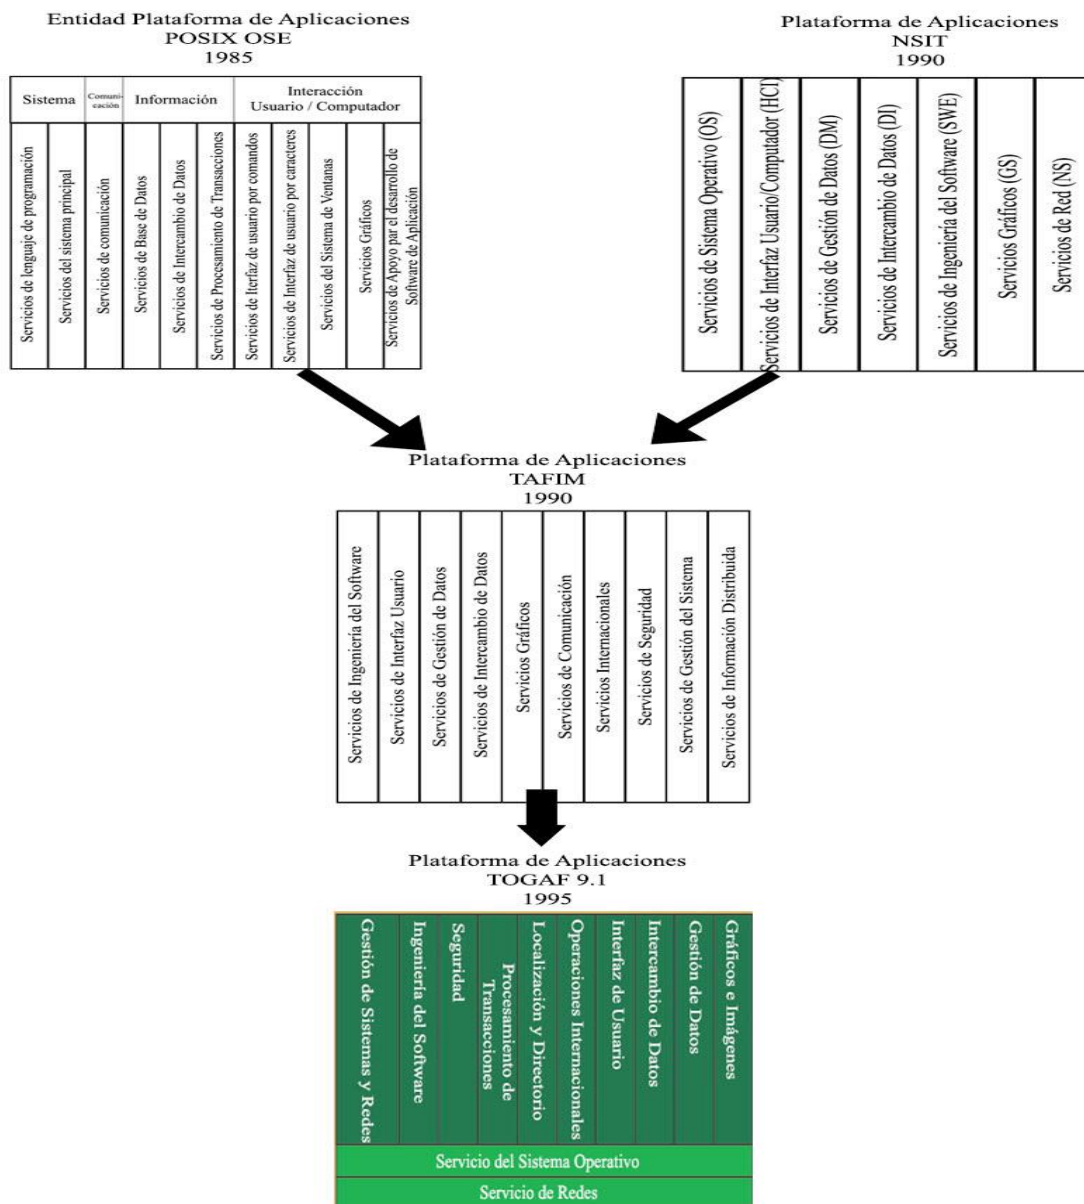 Entidad Plataforma de Aplicaciones
POSIX OSE
1985
Sistema
Comuni-
cación
Información
Interacción
Usuario / Computador
Servicios de lenguaje de programación
Servicios del sistema principal
Servicios de comunicación
Servicios de Base de Datos
Servicios de Intercambio de Datos
Servicios de Procesamiento de Transacciones
Servicios de Iterfaz de usuario por comandos
Servicios de Interfaz de usuario por caracteres
Servicios del Sistema de Ventanas
Servicios Gráficos
Servicios de Apoyo par el desarrollo de
Software de Aplicación
Plataforma de Aplicaciones
NSIT
1990
Servicios de Sistema Operativo (OS)
Servicios de Interfaz Usuario/Computador (HCI)
Servicios de Gestión de Datos (DM)
Servicios de Intercambio de Datos (DI)
Servicios de Ingeniería del Software (SWE)
Servicios Gráficos (GS)
Servicios de Red (NS)
Plataforma de Aplicaciones
TAFIM
1990
Servicios de Ingeniería del Software
Servicios de Interfaz Usuario
Servicios de Gestión de Datos
Servicios de Intercambio de Datos
Servicios Gráficos
Servicios de Comunicación
Servicios Internacionales
Servicios de Seguridad
Servicios de Gestión del Sistema
Servicios de Información Distribuida
Plataforma de Aplicaciones
TOGAF 9.1
1995
Gestión de Sistemas y Redes
Ingeniería del Software
Seguridad
Procesamiento de
Transacciones
Localización y Directorio
Operaciones Internacionales
Interfaz de Usuario
Intercambio de Datos
Gestión de Datos
Gráficos e Imágenes
Servicio del Sistema Operativo
Servicio de Redes